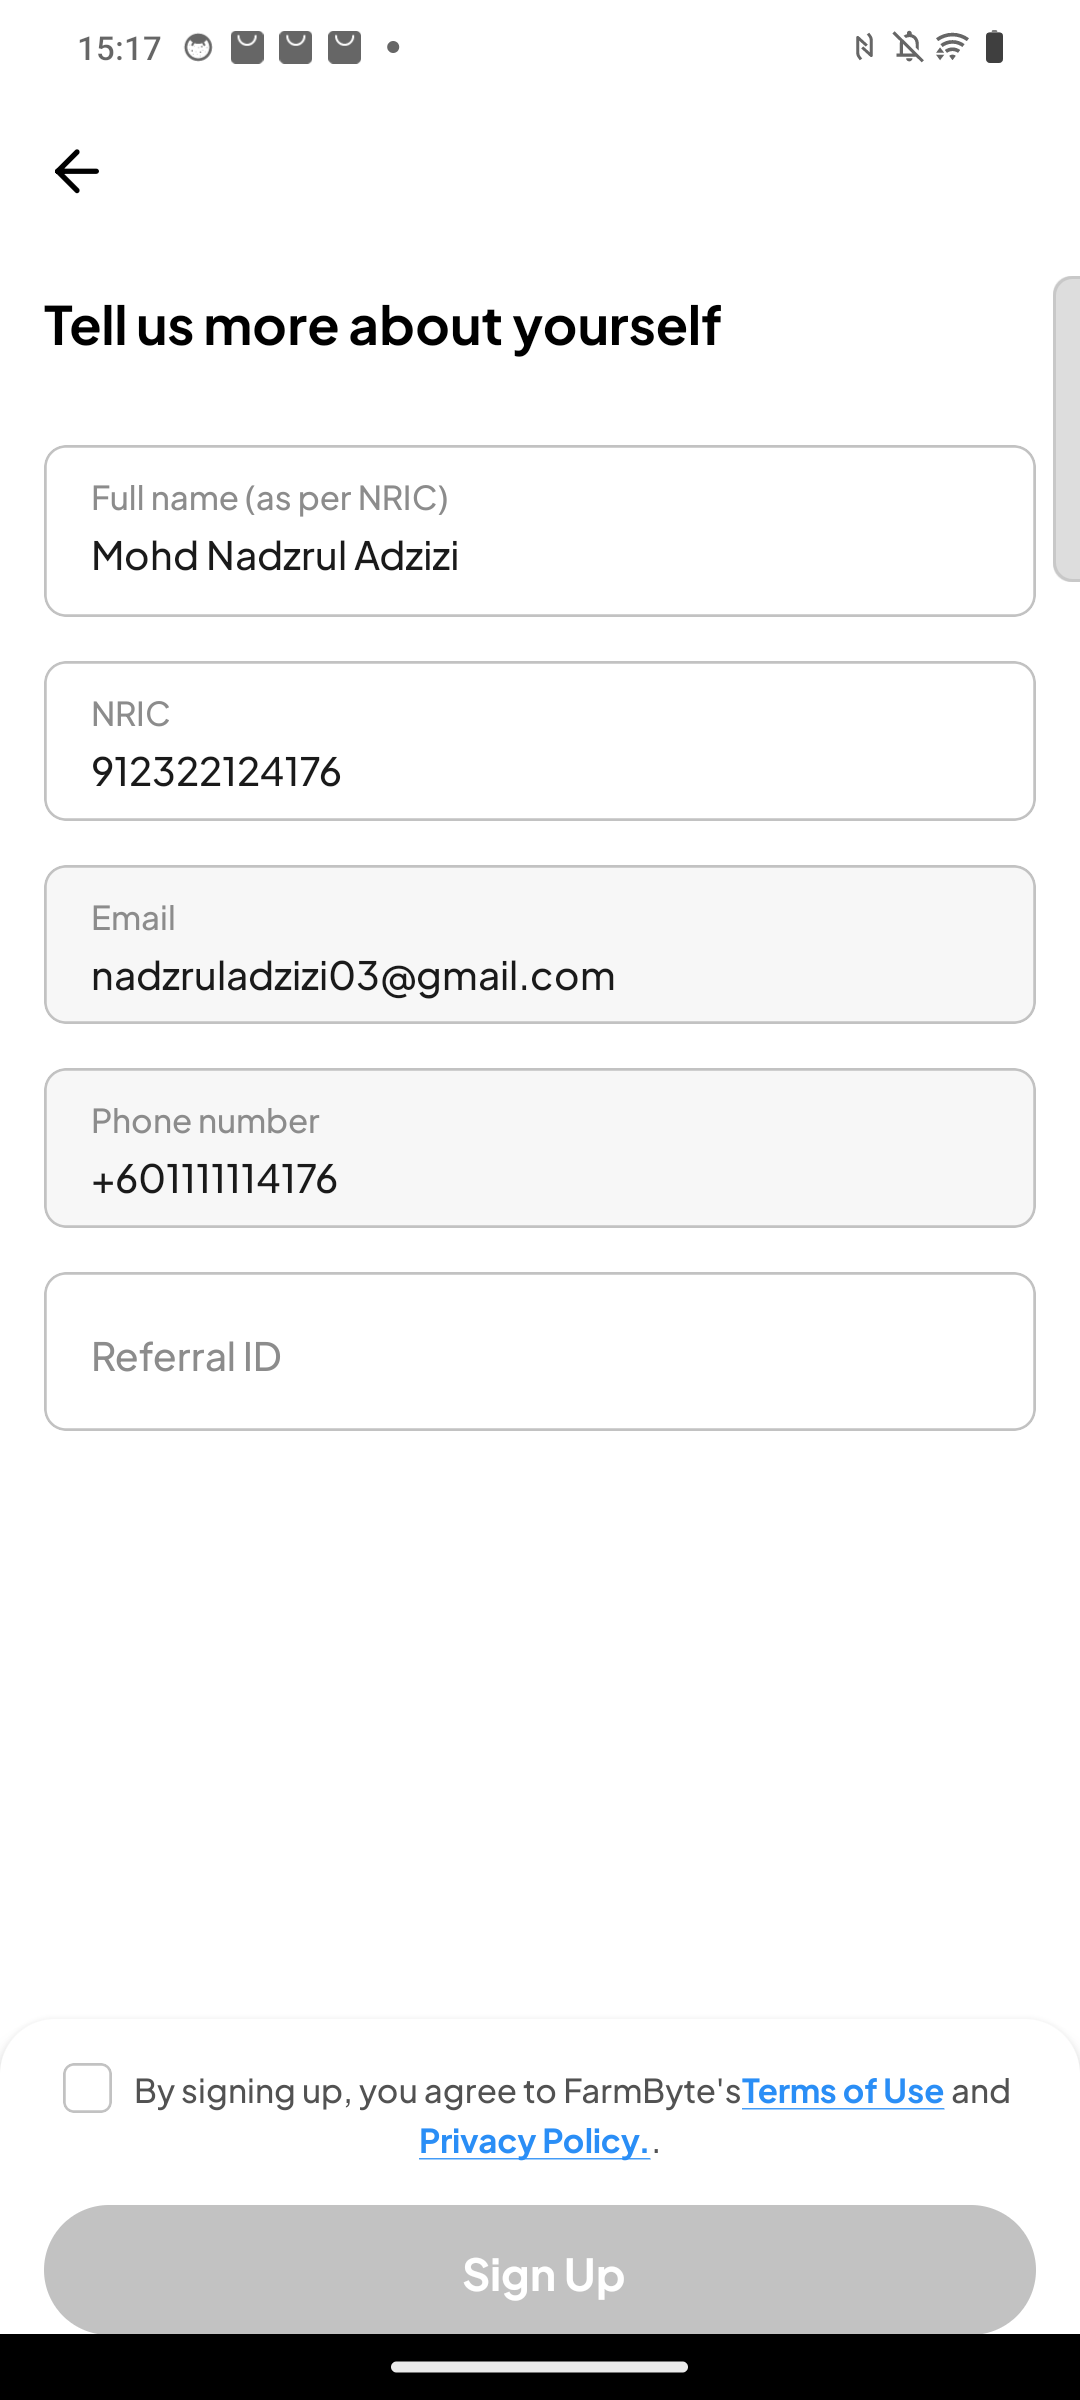 15:17
Tell us more about yourself
Full name (as per NRIC)
Mohd Nadzrul Adzizi
NRIC
912322124176
Email
nadzruladzizi03@gmail.com
Phone number
+601111114176
Referral ID
By signing up, you agree to FarmByte'sTerms of Use and
Privacy Policy..
Sign Up